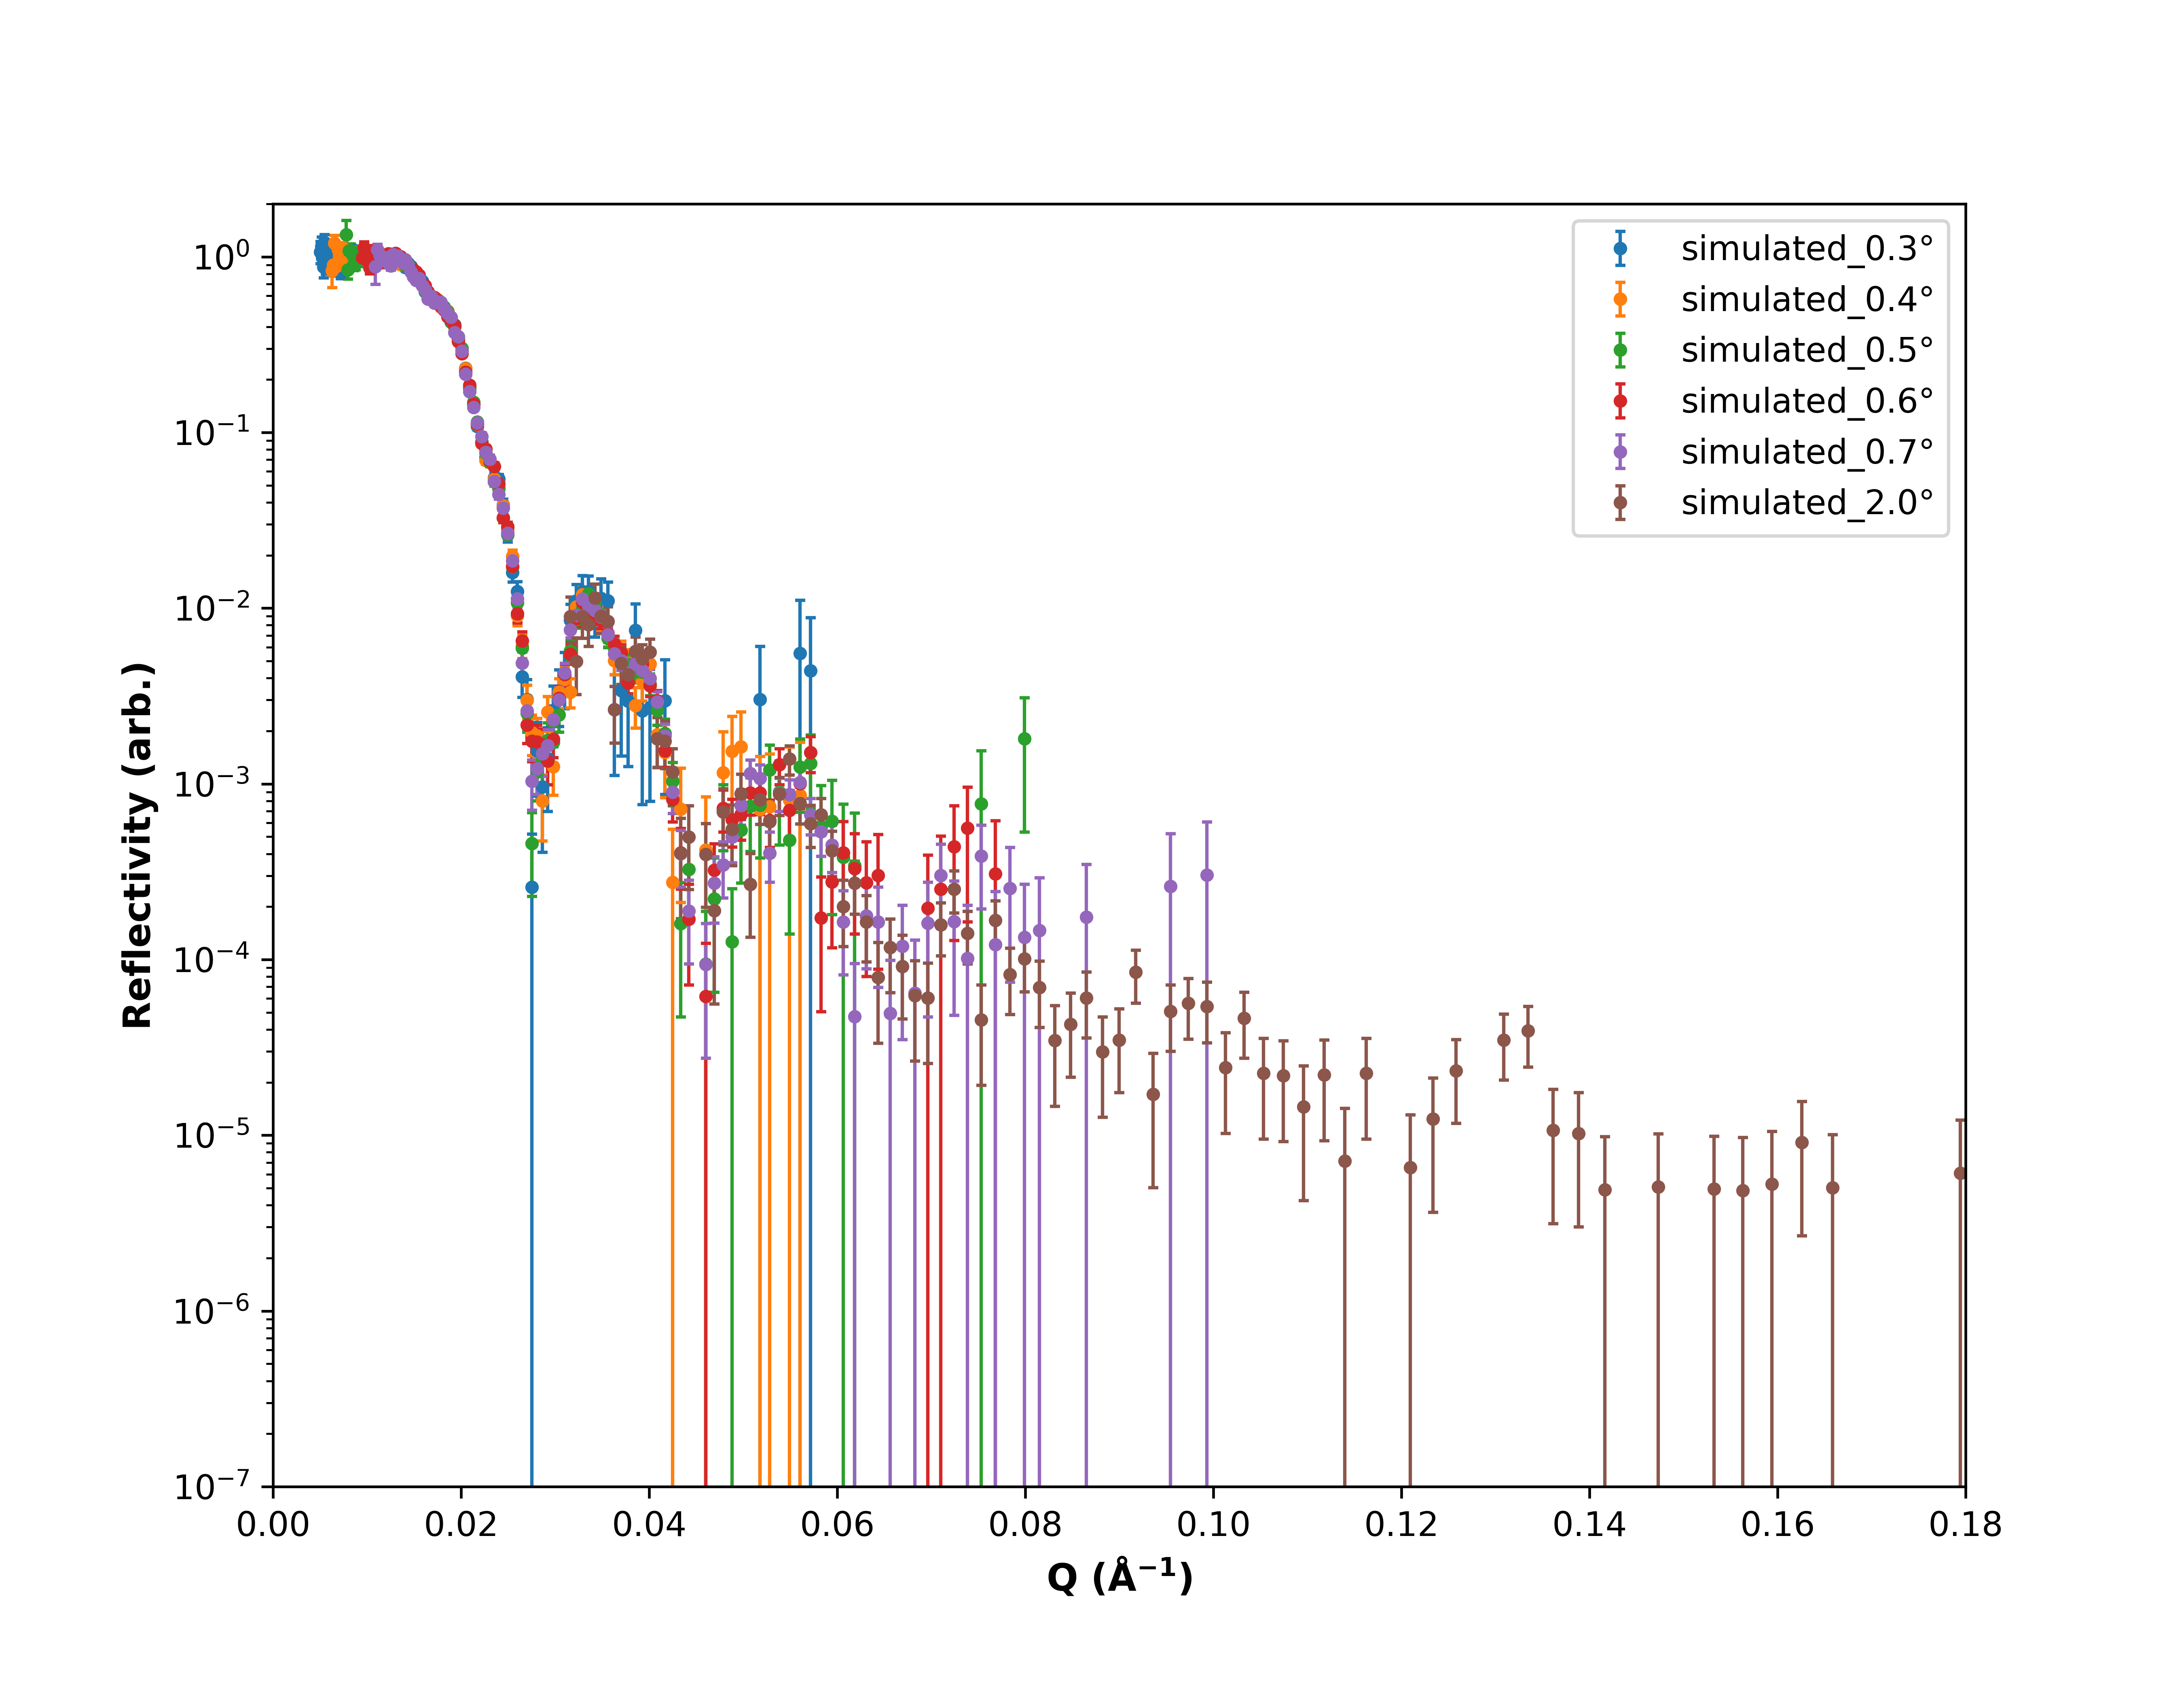 simulated_0.3°
simulated_0.4°
simulated_0.5°
simulated_0.6°
simulated_0.7°
simulated_2.0°
10⁰
10⁻¹
10⁻²
10⁻³
10⁻⁴
10⁻⁵
10⁻⁶
10⁻⁷
Reflectivity (arb.)
0.00 0.02 0.04 0.06 0.08 0.10 0.12 0.14 0.16 0.18
Q (Å⁻¹)